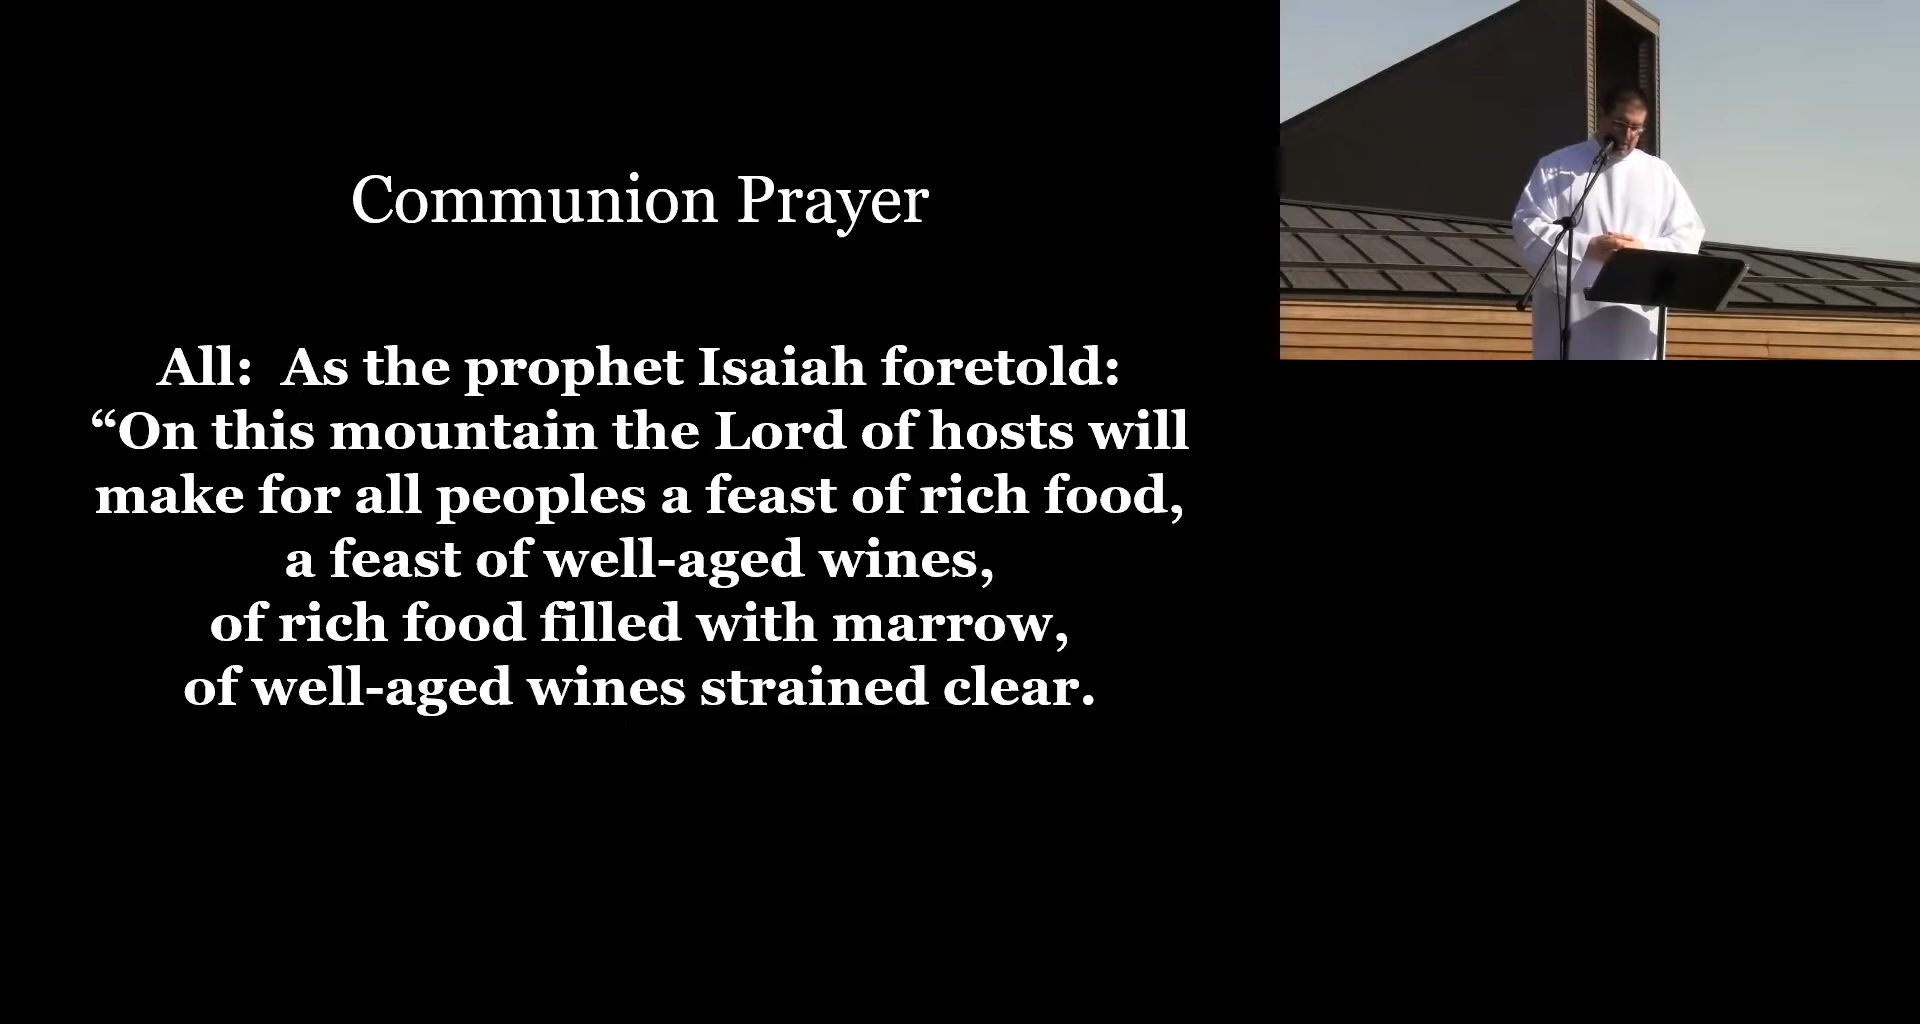 Communion Prayer
All:  As the prophet Isaiah foretold:
“On this mountain the Lord of hosts will
make for all peoples a feast of rich food,
a feast of well-aged wines,
of rich food filled with marrow,
of well-aged wines strained clear.